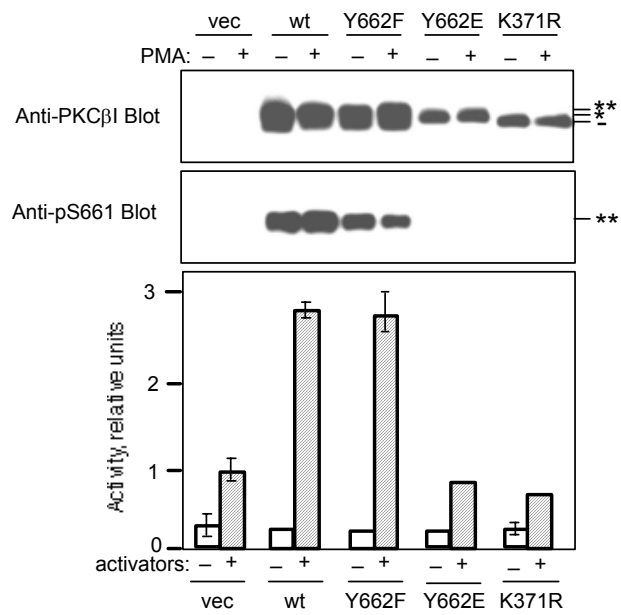 vec wt Y662F Y662E K371R
PMA: – + – + – + – + – +
Anti-PKCβI Blot
**
*
–
Anti-pS661 Blot
**
Activity, relative units
3
2
1
0
activators: – + – + – + – + – +
vec wt Y662F Y662E K371R